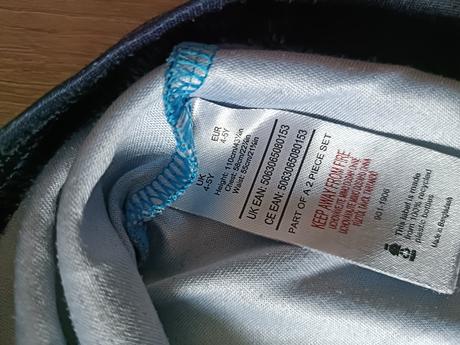 UK
4-5Y
EUR
4-5Y
Height: 110cm/43¼in
Chest: 58cm/22¾in
Waist: 55cm/21½in
UK EAN: 5063065080153
CE EAN: 5063065080153
PART OF A 2 PIECE SET
KEEP AWAY FROM FIRE
901-1906
This label is made
from 100% recycled
plastic bottles
Made in Bangladesh